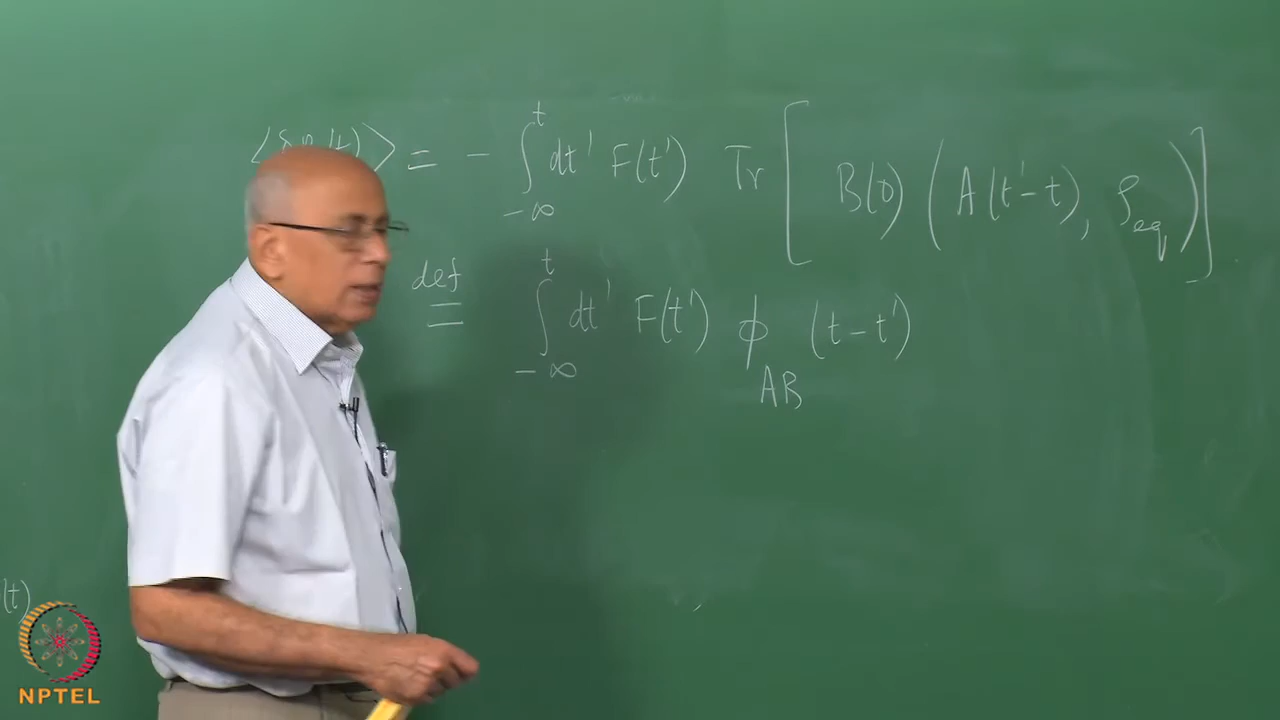 = - ∫_{-∞}^{t} dt' F(t') Tr [ B(0) ( A(t'-t), ρ_eq ) ]
def
= ∫_{-∞}^{t} dt' F(t') ϕ_AB (t-t')
(t)
NPTEL